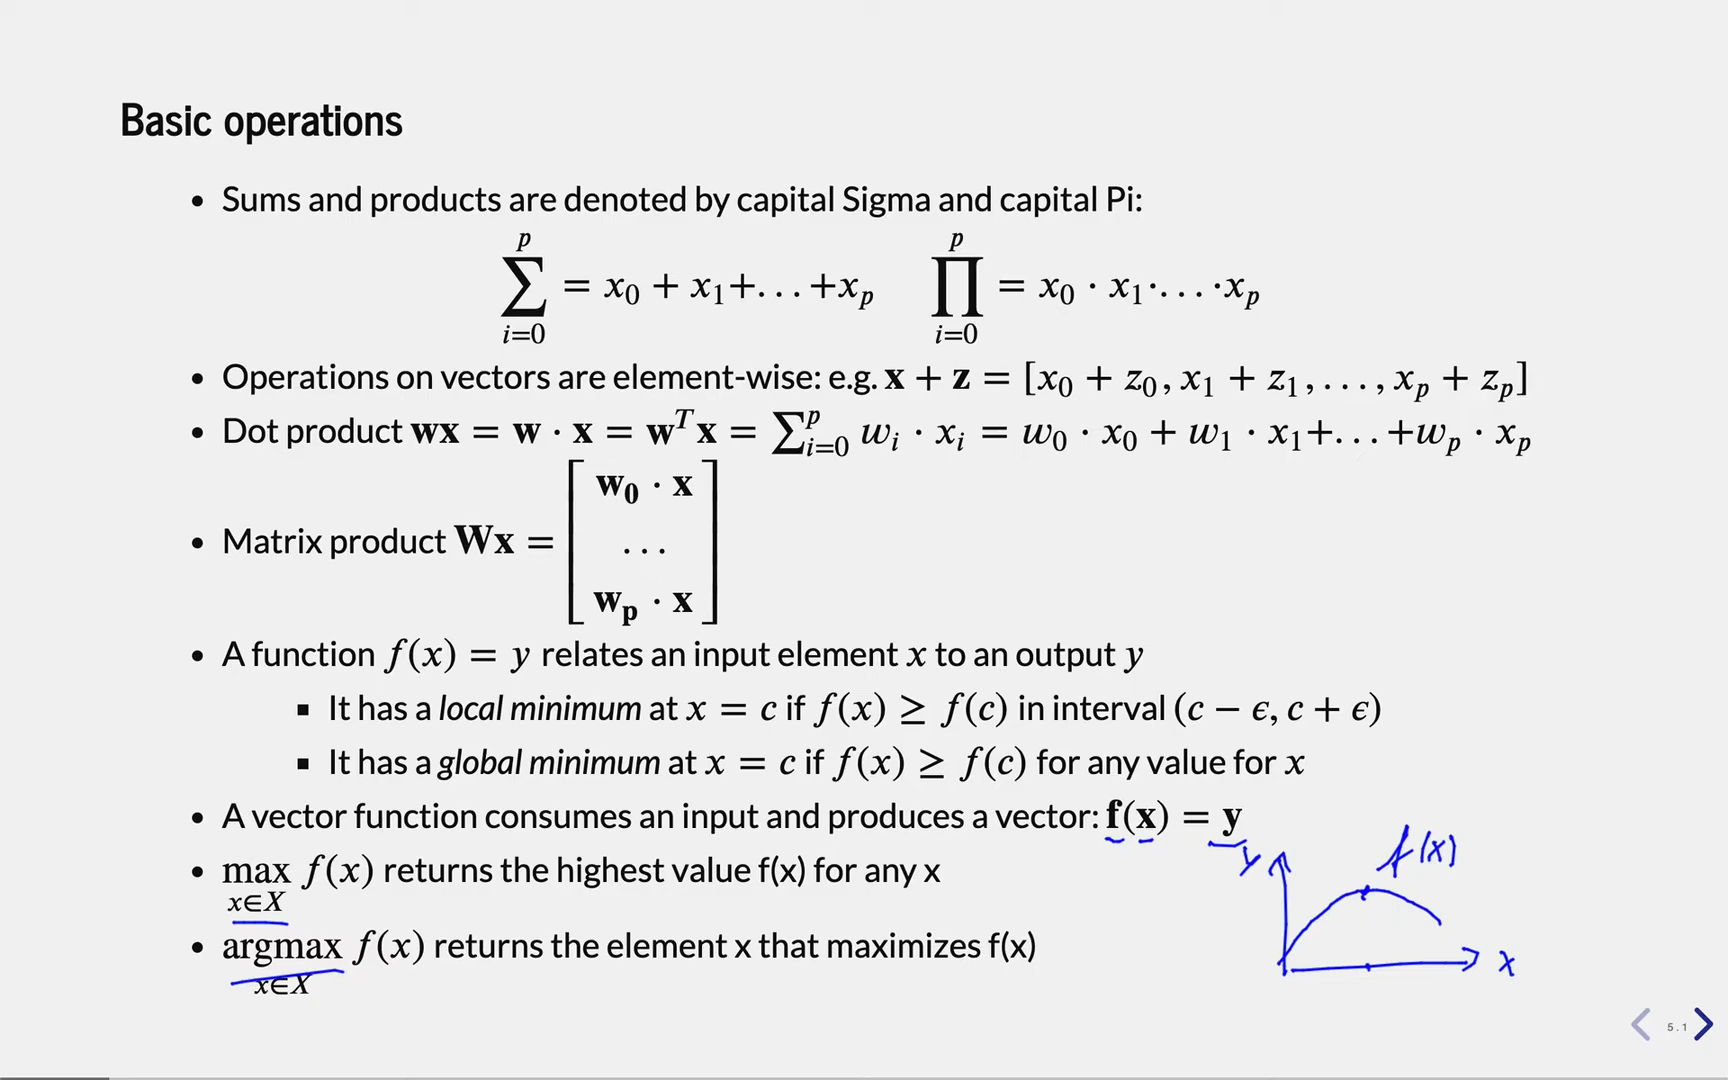 Basic operations
• Sums and products are denoted by capital Sigma and capital Pi:
∑_{i=0}^{p} = x₀ + x₁+. . . +xₚ   ∏_{i=0}^{p} = x₀ · x₁·. . . ·xₚ
• Operations on vectors are element-wise: e.g. x + z = [x₀ + z₀, x₁ + z₁, . . . , xₚ + zₚ]
• Dot product wx = w · x = wᵀx = ∑_{i=0}^{p} wᵢ · xᵢ = w₀ · x₀ + w₁ · x₁+. . . +wₚ · xₚ
• Matrix product Wx = [ w₀ · x
. . .
wₚ · x ]
• A function f(x) = y relates an input element x to an output y
▪ It has a local minimum at x = c if f(x) ≥ f(c) in interval (c − ϵ, c + ϵ)
▪ It has a global minimum at x = c if f(x) ≥ f(c) for any value for x
• A vector function consumes an input and produces a vector: f(x) = y
• max f(x) returns the highest value f(x) for any x
x∈X
• argmax f(x) returns the element x that maximizes f(x)
x∈X
y
f(x)
x
5.1